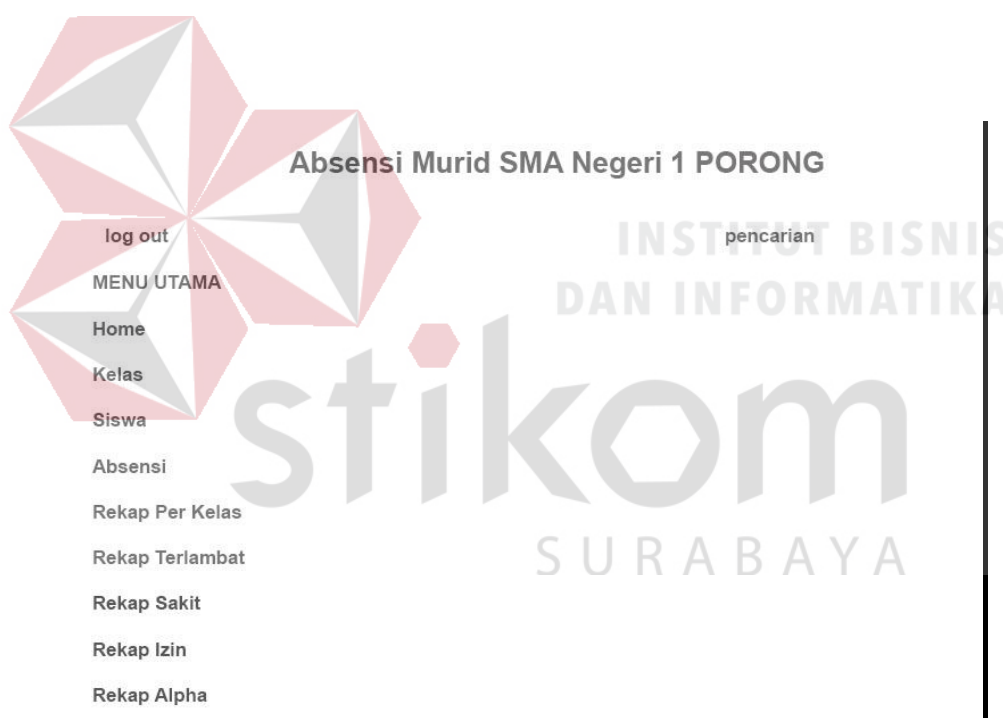 Absensi Murid SMA Negeri 1 PORONG
log out pencarian
INSTITUT BISNIS
DAN INFORMATIKA
MENU UTAMA
Home
Kelas
Siswa
Absensi
Rekap Per Kelas
Rekap Terlambat
Rekap Sakit
Rekap Izin
Rekap Alpha
stikom
SURABAYA